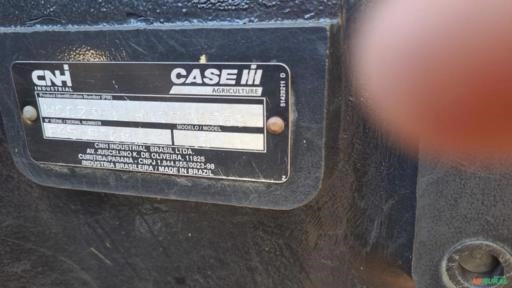 CNH
INDUSTRIAL
CASE IH
AGRICULTURE
Product Identification Number (PIN)
Nº SÉRIE / SERIAL NUMBER
MODELO / MODEL
CNH INDUSTRIAL BRASIL LTDA.
AV. JUSCELINO K. DE OLIVEIRA, 11825
CURITIBA/PARANÁ - CNPJ 1.844.555/0023-98
INDÚSTRIA BRASILEIRA / MADE IN BRAZIL
51429211 D